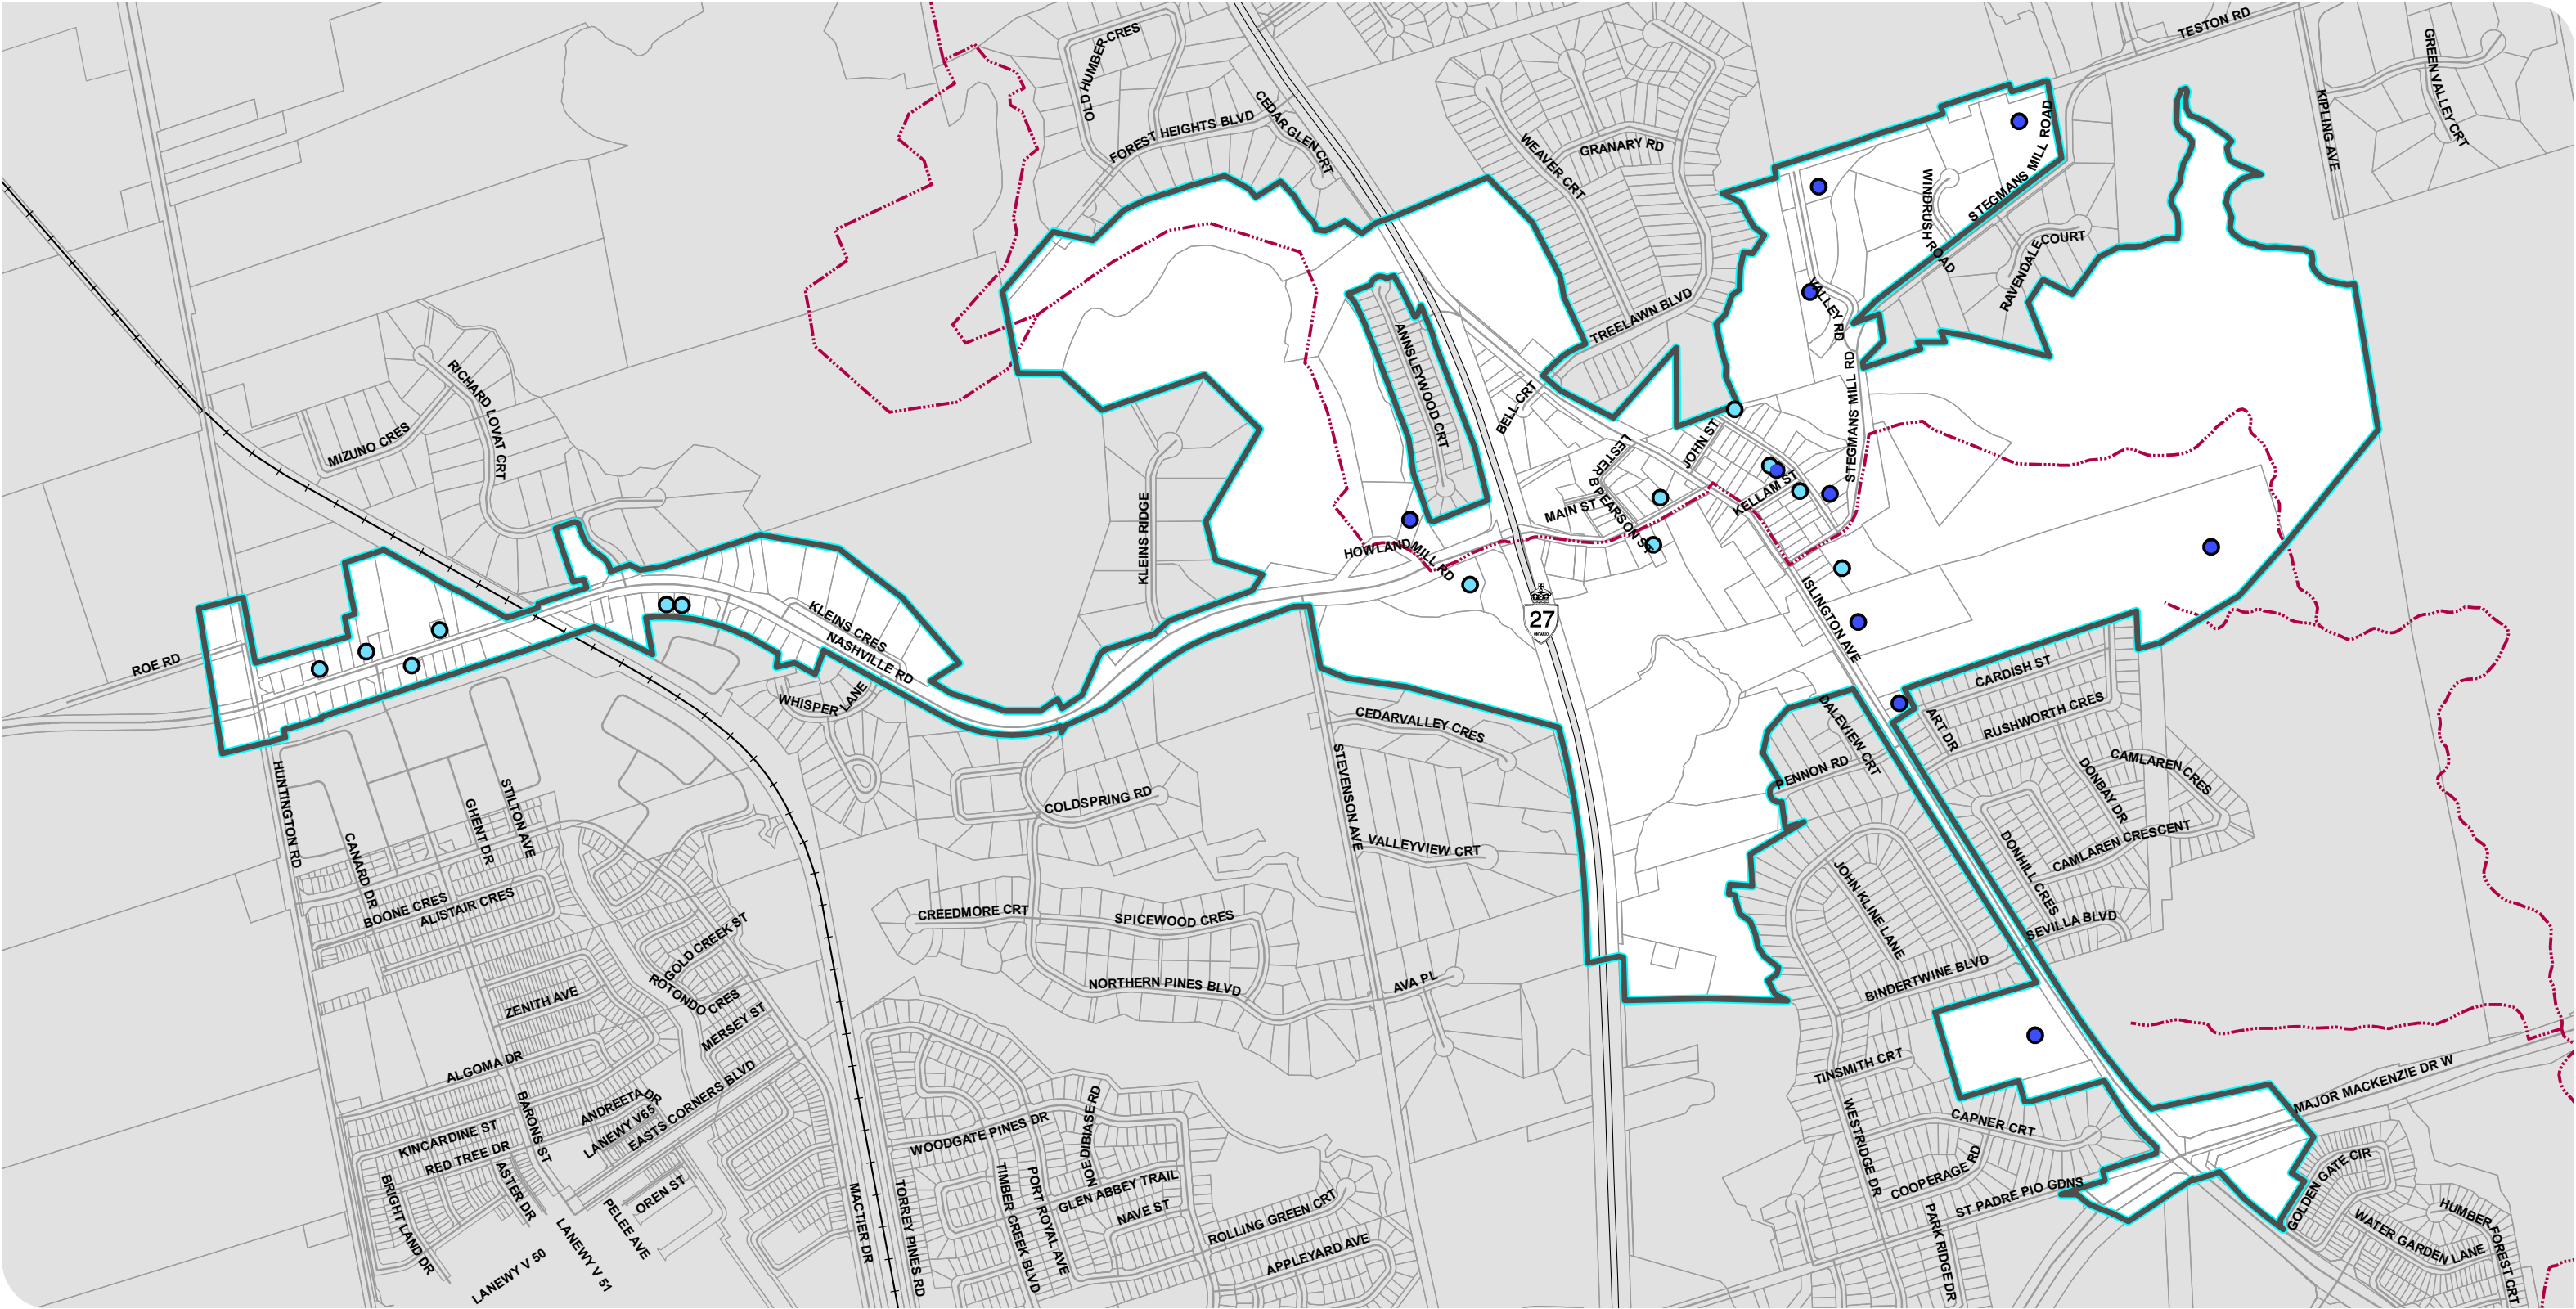 TESTON RD
OLD HUMBER CRES
GREEN VALLEY CRT
KIPLING AVE
CEDAR GLEN CRT
FOREST HEIGHTS BLVD
WEAVER CRT
GRANARY RD
STEGMANS MILL ROAD
WINDRUSH ROAD
RAVENDALE COURT
VALLEY RD
TREELAWN BLVD
ANNSLEYWOOD CRT
STEGMANS MILL RD
RICHARD LOVAT CRT
MIZUNO CRES
BELL CRT
JOHN ST
LESTER B PEARSON ST
MAIN ST
KELLAM ST
KLEINS RIDGE
HOWLAND MILL RD
27
ONTARIO
ISLINGTON AVE
KLEINS CRES
NASHVILLE RD
ROE RD
WHISPER LANE
CARDISH ST
RUSHWORTH CRES
ART DR
DALEVIEW CRT
PENNON RD
CEDARVALLEY CRES
STEVENSON AVE
CAMLAREN CRES
DONBAY DR
CAMLAREN CRESCENT
DONHILL CRES
SEVILLA BLVD
HUNTINGTON RD
STILTON AVE
GHENT DR
CANARD DR
COLDSPRING RD
VALLEYVIEW CRT
JOHN KLINE LANE
BINDERTWINE BLVD
BOONE CRES
ALISTAIR CRES
CREEDMORE CRT
SPICEWOOD CRES
NORTHERN PINES BLVD
AVA PL
GOLD CREEK ST
ROTONDO CRES
ZENITH AVE
MERSEY ST
ALGOMA DR
TINSMITH CRT
MAJOR MACKENZIE DR W
BARONS ST
ANDREETA DR
LANEWY V65
EASTS CORNERS BLVD
KINCARDINE ST
RED TREE DR
ASTER DR
BRIGHT LAND DR
WOODGATE PINES DR
DIBIASE RD
WESTRIDGE DR
CAPNER CRT
COOPERAGE RD
ST PADRE PIO GDNS
GOLDEN GATE CIR
HUMBER FOREST CRT
WATER GARDEN LANE
PARK RIDGE DR
OREN ST
PELEE AVE
LANEWY V 50
LANEWY V 51
MACTIER DR
TORREY PINES RD
TIMBER CREEK BLVD
PORT ROYAL AVE
GLEN ABBEY TRAIL
NAVE ST
ROLLING GREEN CRT
APPLEYARD AVE